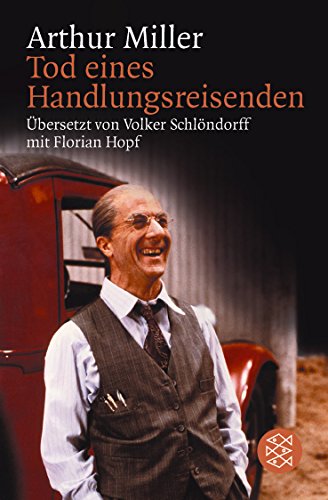 Arthur Miller
Tod eines
Handlungsreisenden
Übersetzt von Volker Schlöndorff
mit Florian Hopf